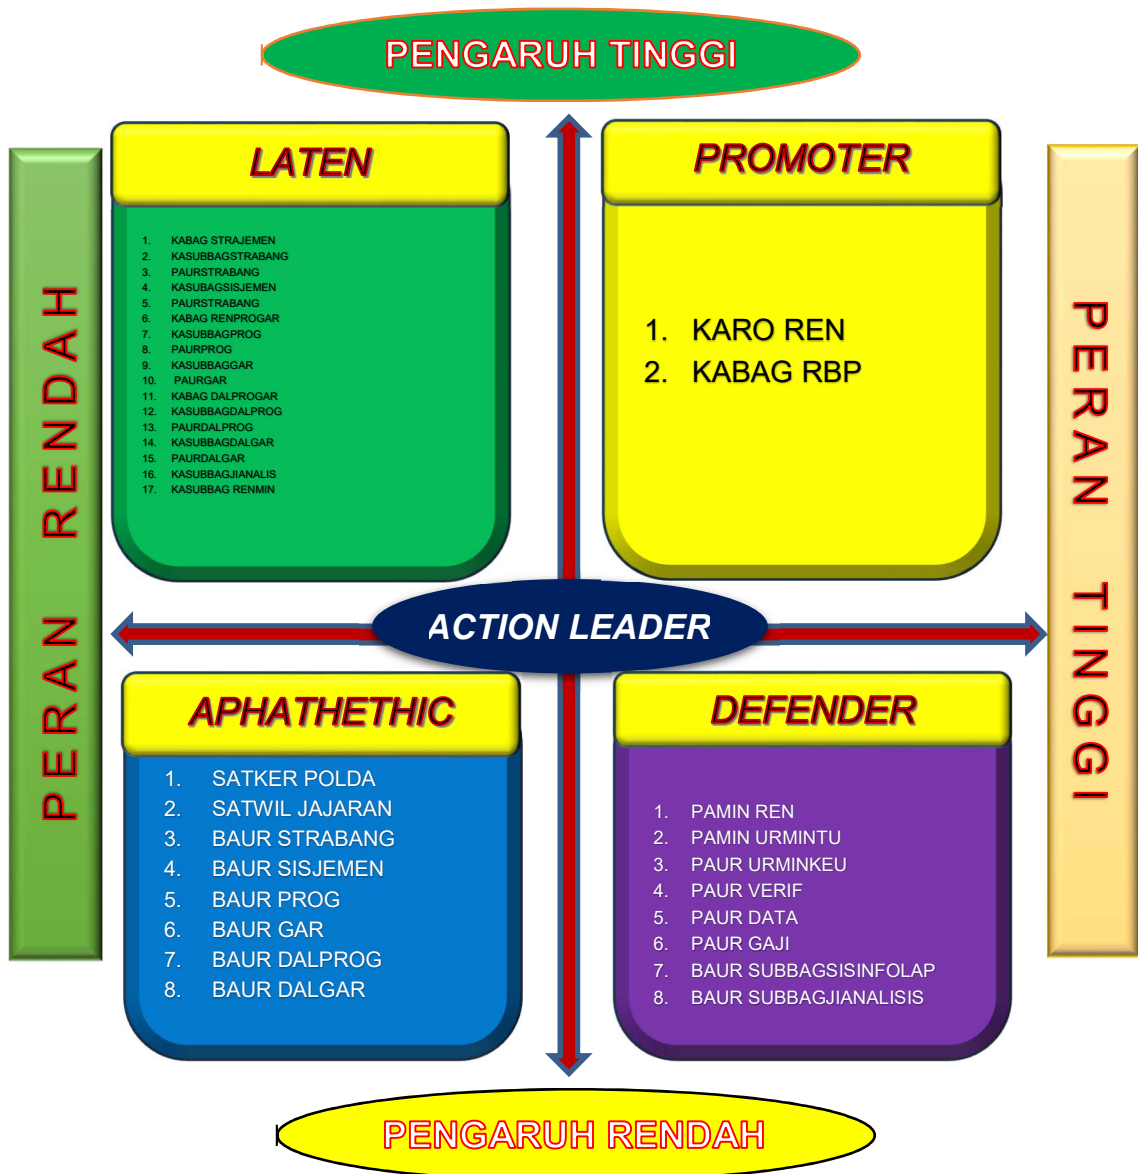 PENGARUH TINGGI
PERAN RENDAH
LATEN
1. KABAG STRAJEMEN
2. KASUBBAGSTRABANG
3. PAURSTRABANG
4. KASUBAGSISJEMEN
5. PAURSTRABANG
6. KABAG RENPROGAR
7. KASUBBAGPROG
8. PAURPROG
9. KASUBBAGGAR
10. PAURGAR
11. KABAG DALPROGAR
12. KASUBBAGDALPROG
13. PAURDALPROG
14. KASUBBAGDALGAR
15. PAURDALGAR
16. KASUBBAGJIANALIS
17. KASUBBAG RENMIN
PROMOTER
1. KARO REN
2. KABAG RBP
PERAN TINGGI
ACTION LEADER
APHATHETHIC
1. SATKER POLDA
2. SATWIL JAJARAN
3. BAUR STRABANG
4. BAUR SISJEMEN
5. BAUR PROG
6. BAUR GAR
7. BAUR DALPROG
8. BAUR DALGAR
DEFENDER
1. PAMIN REN
2. PAMIN URMINTU
3. PAUR URMINKEU
4. PAUR VERIF
5. PAUR DATA
6. PAUR GAJI
7. BAUR SUBBAGSISINFOLAP
8. BAUR SUBBAGJIANALISIS
PENGARUH RENDAH